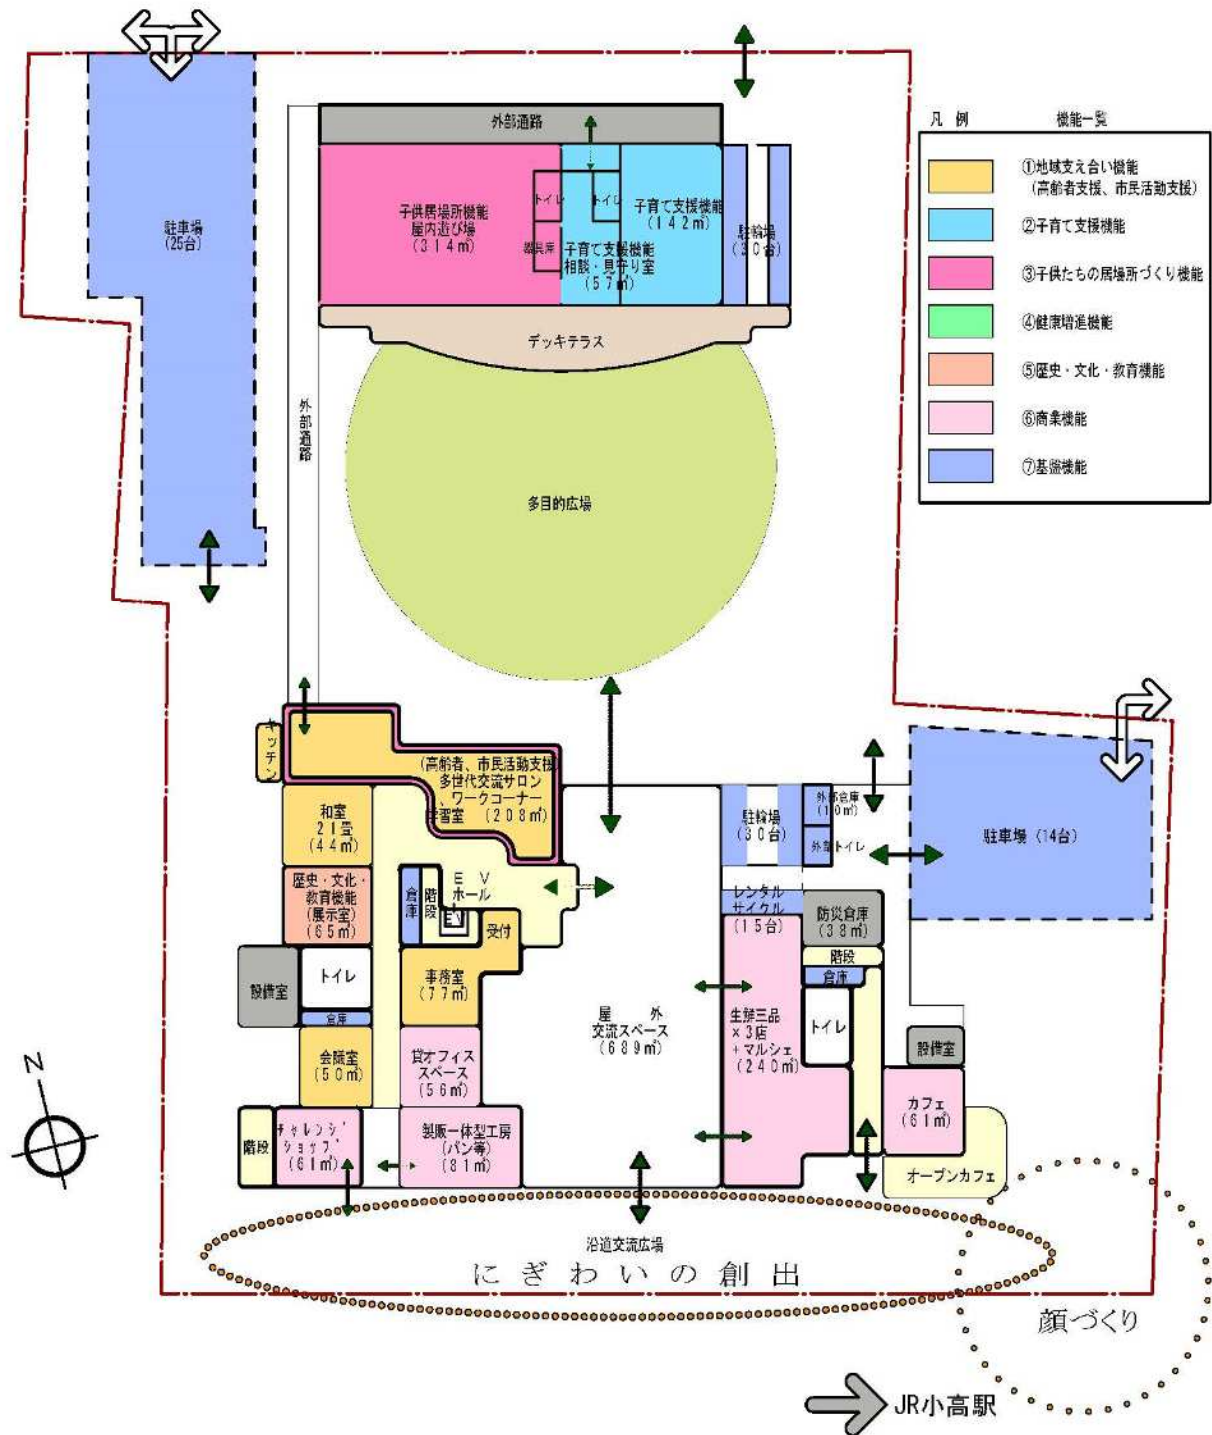 凡 例
機能一覧
①地域支え合い機能
(高齢者支援、市民活動支援)
②子育て支援機能
③子供たちの居場所づくり機能
④健康増進機能
⑤歴史・文化・教育機能
⑥商業機能
⑦基盤機能
外部通路
駐車場
(25台)
子供居場所機能
屋内遊び場
(314㎡)
トイレ
トイレ
器具庫
子育て支援機能
(142㎡)
子育て支援機能
相談・見守り室
(57㎡)
駐輪場
(30台)
デッキテラス
外部通路
多目的広場
キッチン
(高齢者、市民活動支援)
多世代交流サロン
、ワークコーナー
学習室 (208㎡)
和室
21畳
(44㎡)
歴史・文化・
教育機能
(展示室)
(65㎡)
倉庫
階段
EV
ホール
EV
受付
事務室
(77㎡)
設備室
トイレ
倉庫
会議室
(50㎡)
貸オフィス
スペース
(56㎡)
階段
チャレンジ
ショップ
(61㎡)
製販一体型工房
(パン等)
(81㎡)
屋 外
交流スペース
(689㎡)
駐輪場
(30台)
外部倉庫
(10㎡)
外部トイレ
駐車場 (14台)
レンタル
サイクル
(15台)
防災倉庫
(38㎡)
階段
倉庫
トイレ
生鮮三品
×3店
+マルシェ
(240㎡)
設備室
カフェ
(61㎡)
オープンカフェ
N
沿道交流広場
にぎわいの創出
顔づくり
JR小高駅